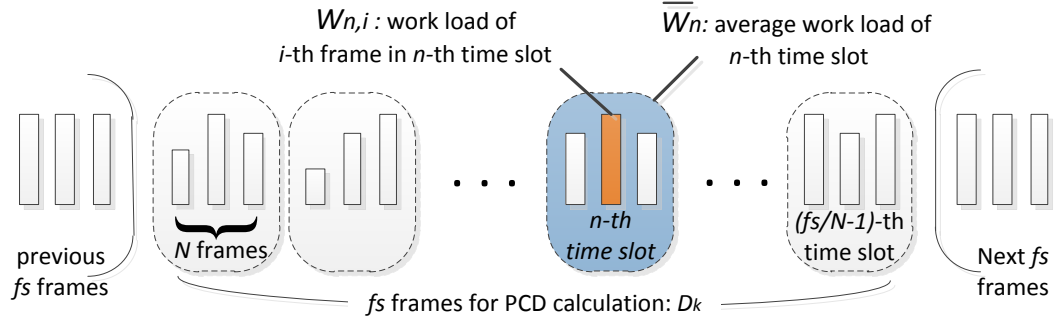 Wn,i : work load of
i-th frame in n-th time slot
Wn: average work load of
n-th time slot
previous
fs frames
N frames
. . .
n-th
time slot
. . .
(fs/N-1)-th
time slot
Next fs
frames
fs frames for PCD calculation: Dk